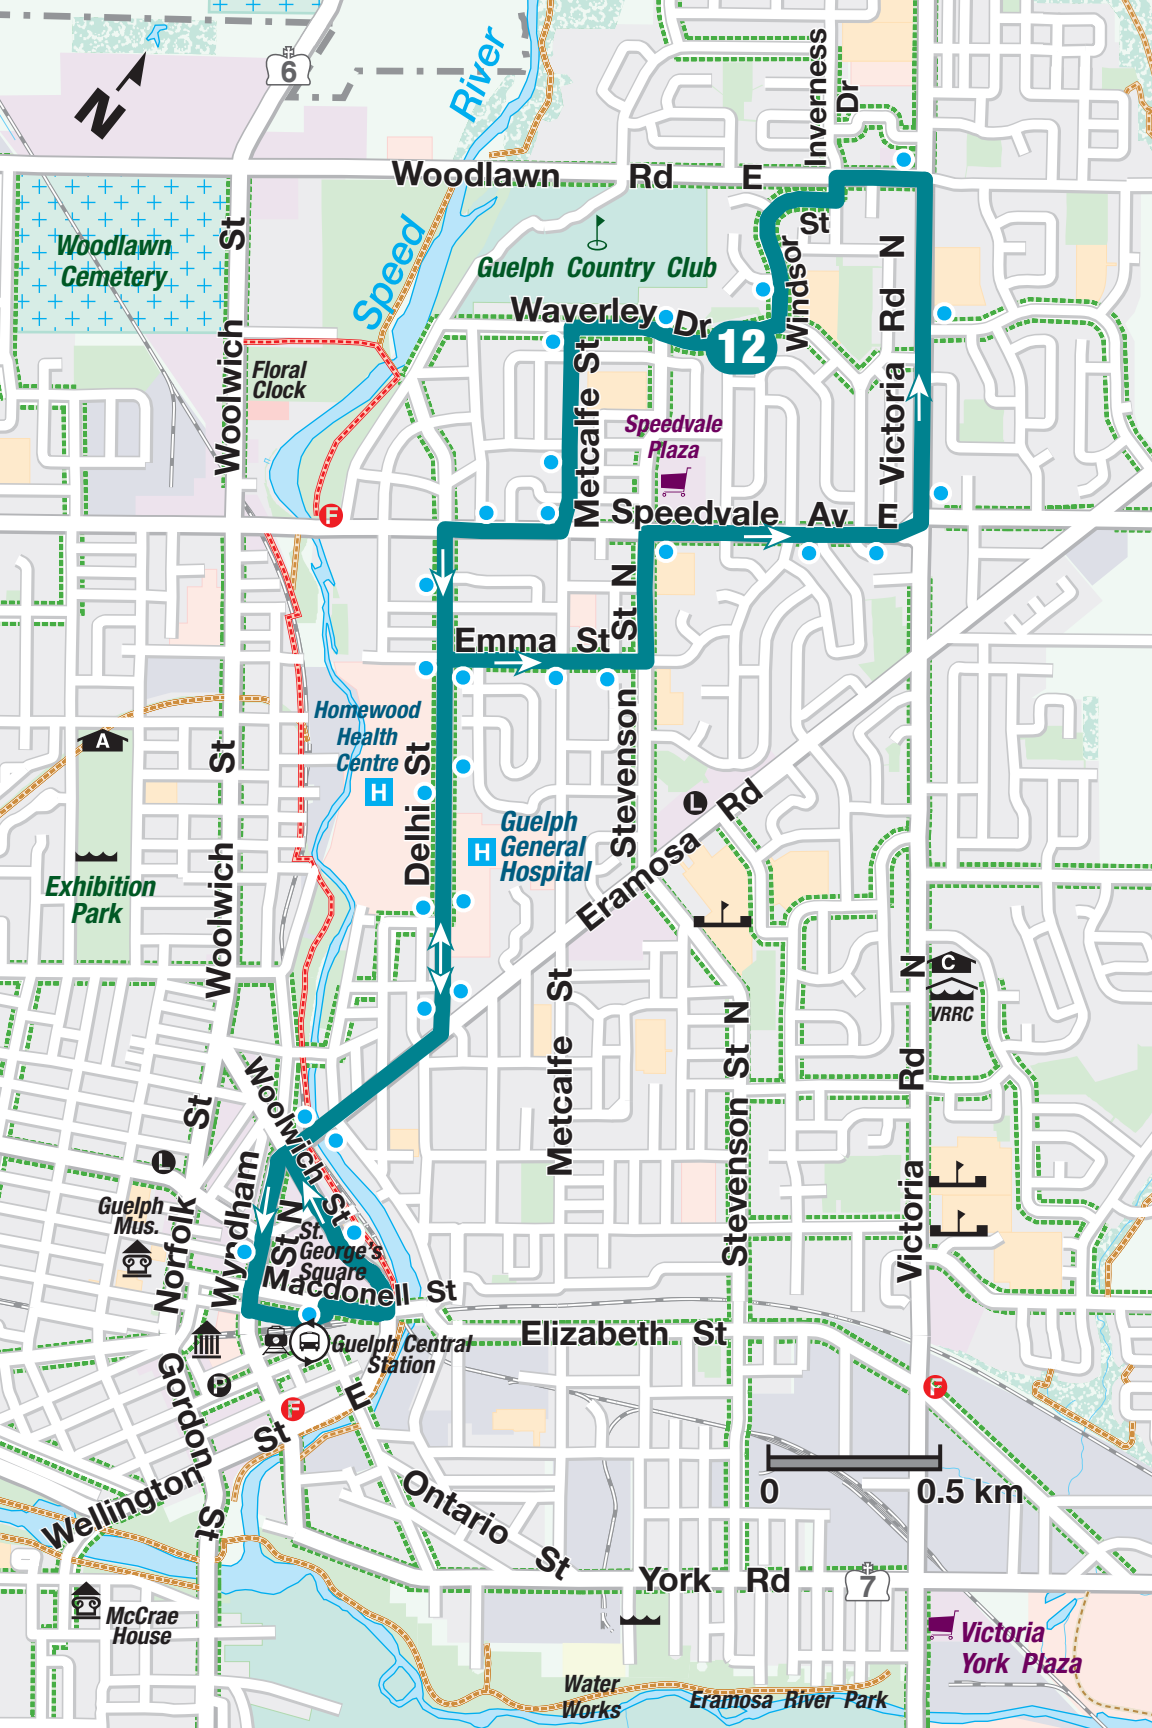 6
N
River
Inverness
Dr
Woodlawn Rd E
Speed
St
Woodlawn
Cemetery
Guelph Country Club
St
Windsor
Waverley Dr
12
Victoria Rd N
Woolwich
Floral
Clock
Metcalfe St
Speedvale
Plaza
F
Speedvale Av E
Stevenson St N
Emma St
Homewood
Health
Centre
H
A
Woolwich St
Delhi St
L
Eramosa Rd
H
Guelph
General
Hospital
Exhibition
Park
Metcalfe St
Stevenson St N
Victoria Rd N
C
VRRC
Woolwich St
L
Guelph
Mus.
Norfolk St
Wyndham St N
St.
George's
Square
Macdonell St
Guelph Central
Station
Elizabeth St
P
F
F
Gordon St
Wellington St E
Ontario St
0
0.5 km
York Rd
7
McCrae
House
Victoria
York Plaza
Water
Works
Eramosa River Park